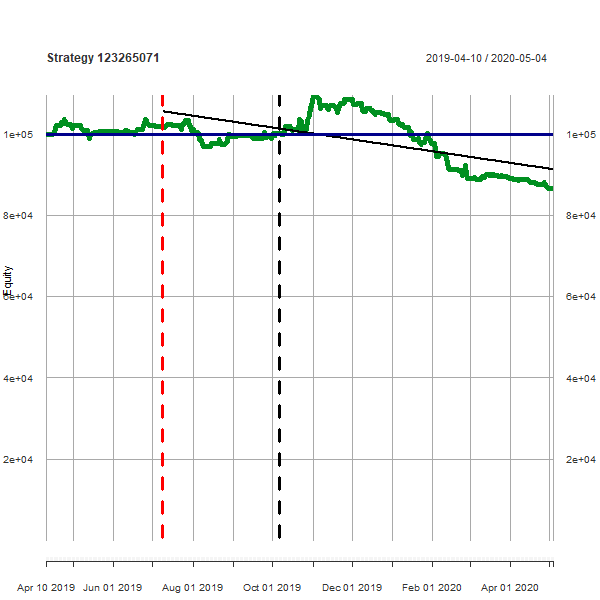 Strategy 123265071
2019-04-10 / 2020-05-04
1e+05
1e+05
8e+04
8e+04
Equity
6e+04
6e+04
4e+04
4e+04
2e+04
2e+04
Apr 10 2019
Jun 01 2019
Aug 01 2019
Oct 01 2019
Dec 01 2019
Feb 01 2020
Apr 01 2020